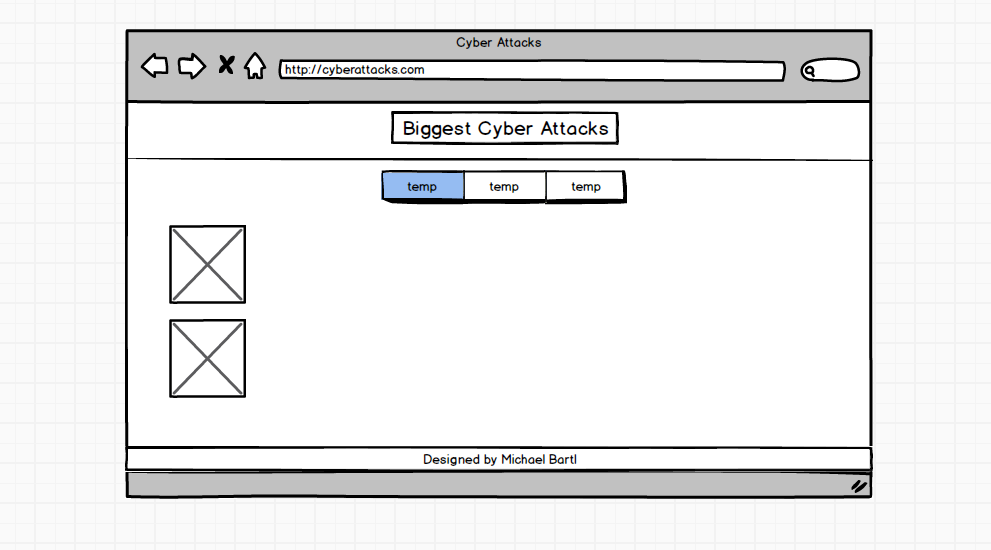 Cyber Attacks
http://cyberattacks.com
Biggest Cyber Attacks
temp temp temp
Designed by Michael Bartl